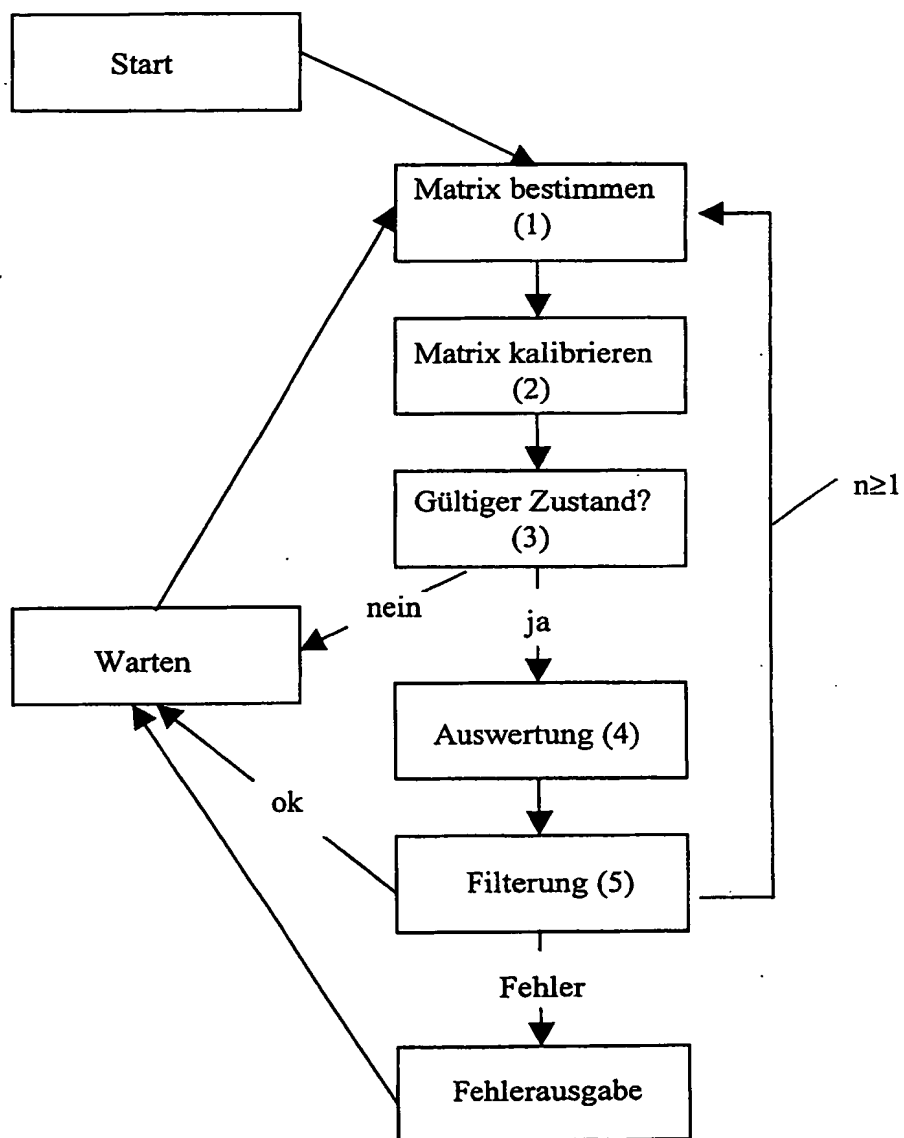 Start
Matrix bestimmen
(1)
Matrix kalibrieren
(2)
Gültiger Zustand?
(3)
n≥1
nein
ja
Warten
Auswertung (4)
ok
Filterung (5)
Fehler
Fehlerausgabe